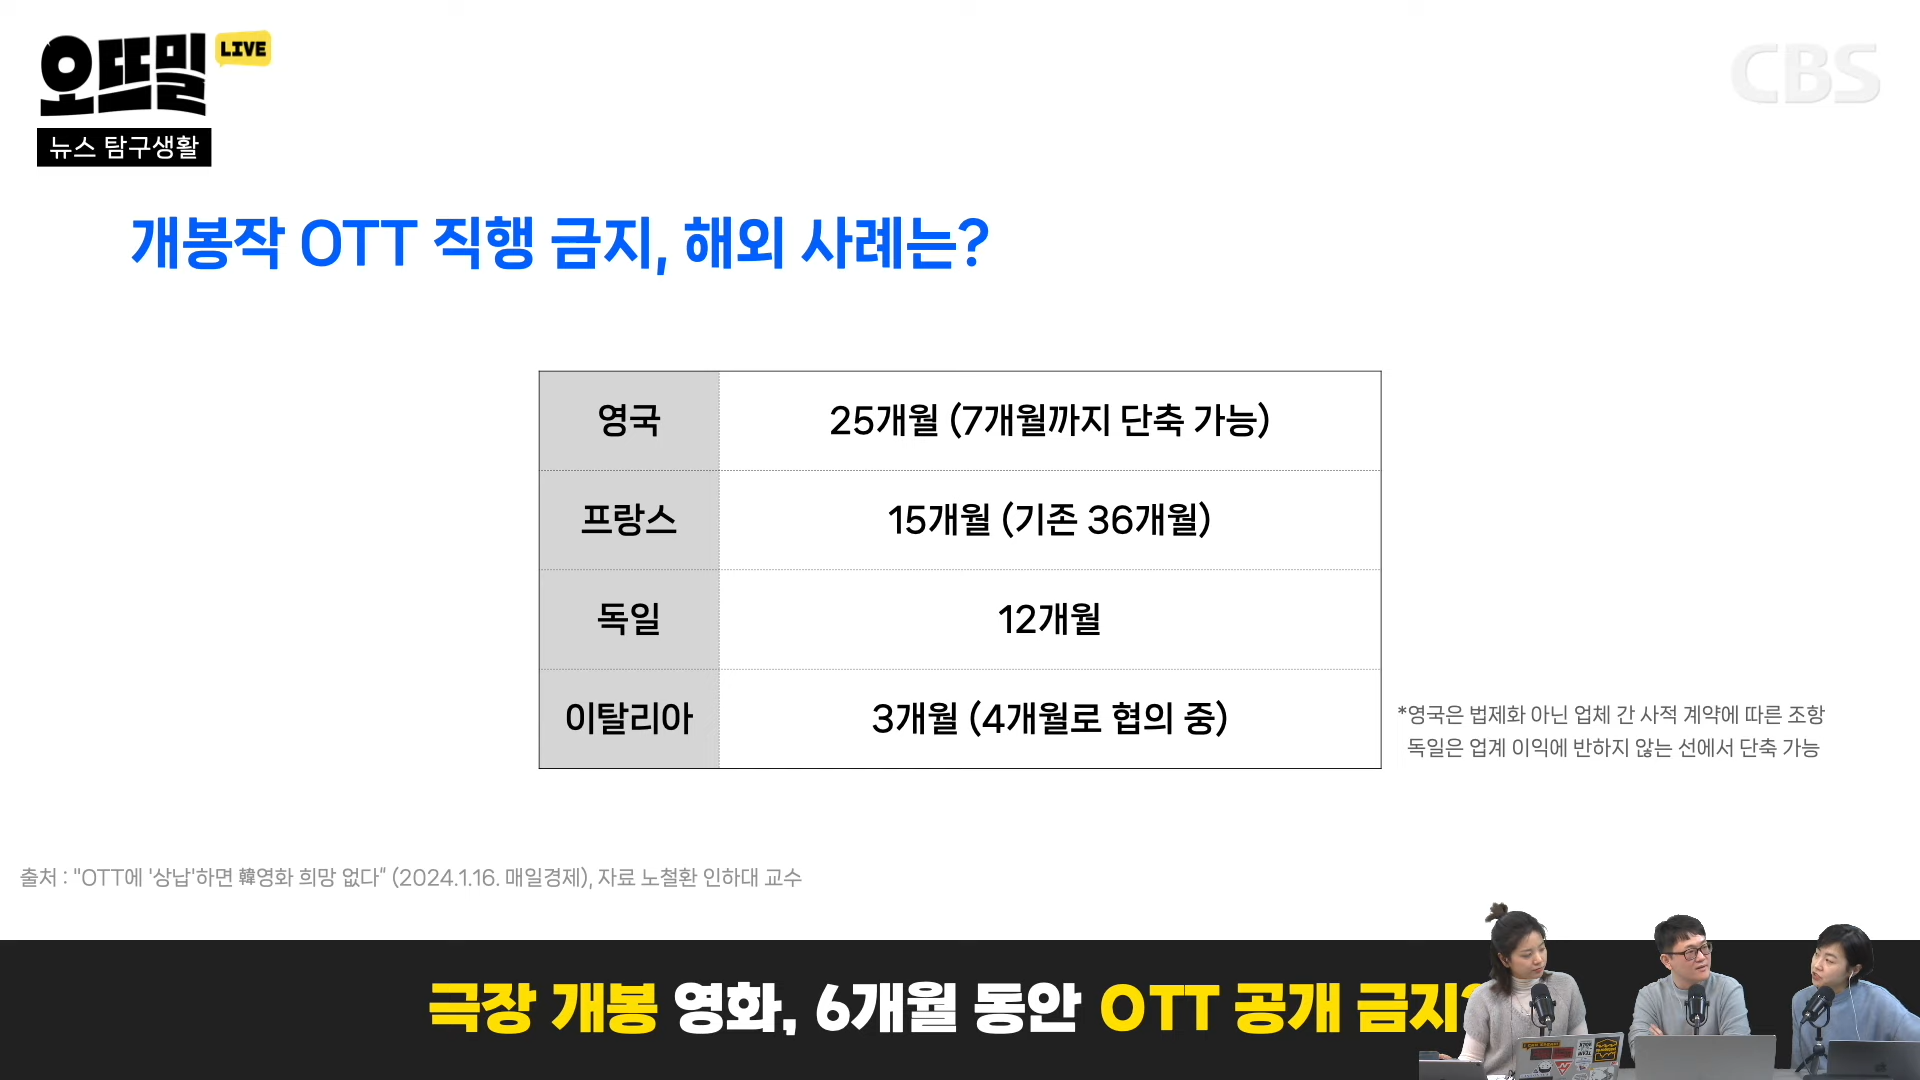 오뜨밀 LIVE
뉴스 탐구생활
CBS
개봉작 OTT 직행 금지, 해외 사례는?
영국 25개월 (7개월까지 단축 가능)
프랑스 15개월 (기존 36개월)
독일 12개월
이탈리아 3개월 (4개월로 협의 중)
*영국은 법제화 아닌 업체 간 사적 계약에 따른 조항
독일은 업계 이익에 반하지 않는 선에서 단축 가능
출처 : "OTT에 '상납'하면 韓영화 희망 없다“ (2024.1.16. 매일경제), 자료 노철환 인하대 교수
극장 개봉 영화, 6개월 동안 OTT 공개 금지?